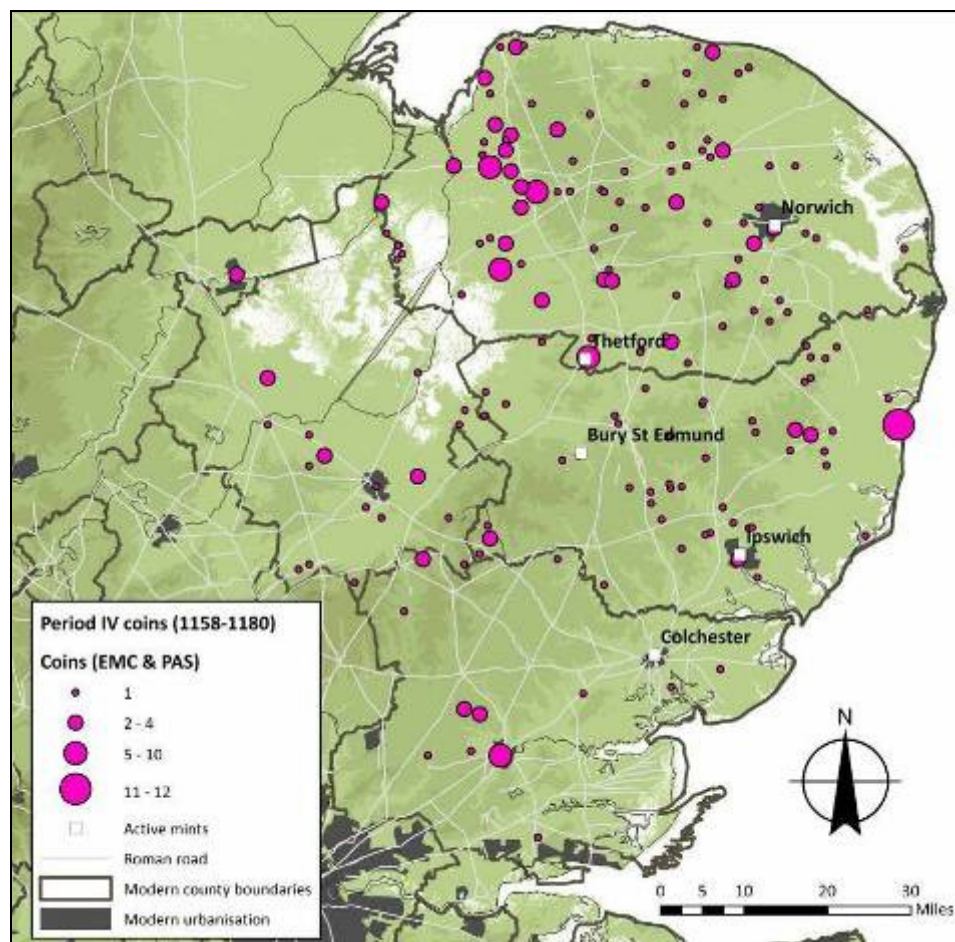 Norwich
Thetford
Bury St Edmund
Ipswich
Colchester
Period IV coins (1158-1180)
Coins (EMC & PAS)
1
2 - 4
5 - 10
11 - 12
Active mints
Roman road
Modern county boundaries
Modern urbanisation
N
0 5 10 20 30
Miles